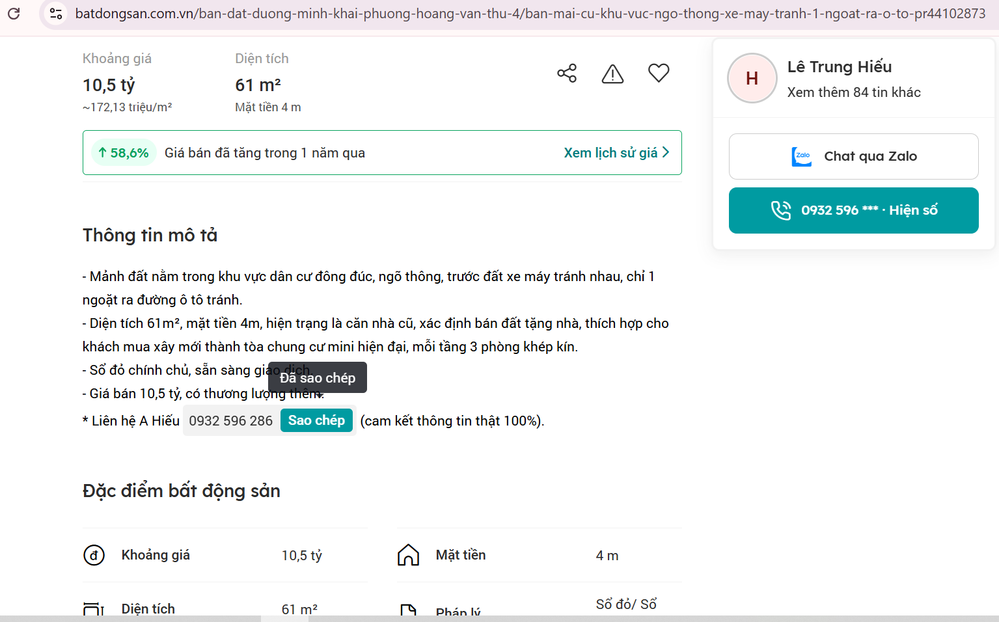 batdongsan.com.vn/ban-dat-duong-minh-khai-phuong-hoang-van-thu-4/ban-mai-cu-khu-vuc-ngo-thong-xe-may-tranh-1-ngoat-ra-o-to-pr44102873
Khoảng giá
Diện tích
10,5 tỷ
61 m²
~172,13 triệu/m²
Mặt tiền 4 m
58,6%
Giá bán đã tăng trong 1 năm qua
Xem lịch sử giá
H
Lê Trung Hiếu
Xem thêm 84 tin khác
Zalo
Chat qua Zalo
0932 596 *** · Hiện số
Thông tin mô tả
- Mảnh đất nằm trong khu vực dân cư đông đúc, ngõ thông, trước đất xe máy tránh nhau, chỉ 1
ngoặt ra đường ô tô tránh.
- Diện tích 61m², mặt tiền 4m, hiện trạng là căn nhà cũ, xác định bán đất tặng nhà, thích hợp cho
khách mua xây mới thành tòa chung cư mini hiện đại, mỗi tầng 3 phòng khép kín.
- Sổ đỏ chính chủ, sẵn sàng giao dịch.
Đã sao chép
- Giá bán 10,5 tỷ, có thương lượng thêm.
* Liên hệ A Hiếu 0932 596 286 Sao chép (cam kết thông tin thật 100%).
Đặc điểm bất động sản
đ
Khoảng giá
10,5 tỷ
Mặt tiền
4 m
Diện tích
61 m²
Pháp lý
Sổ đỏ/ Sổ